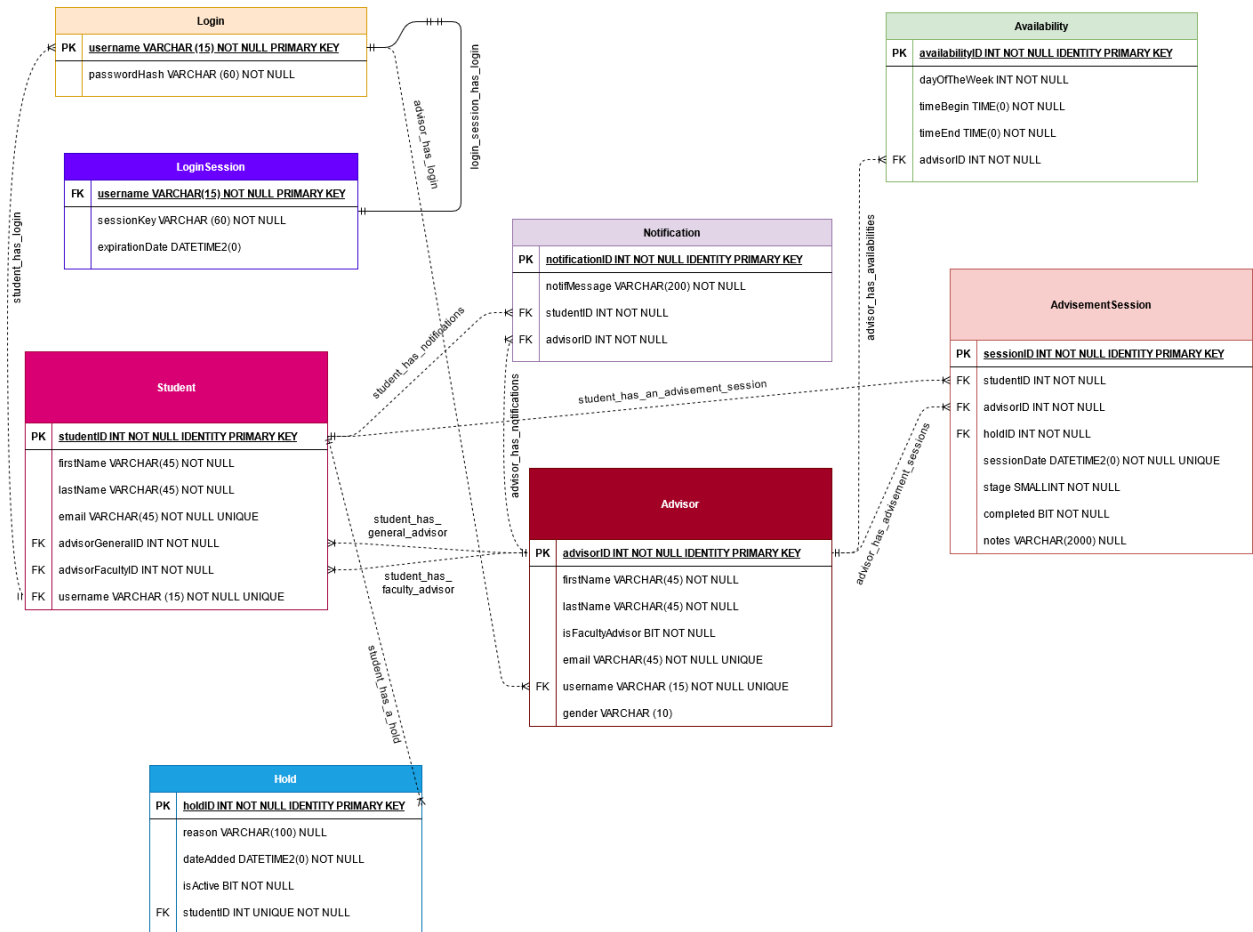 Login
PK username VARCHAR (15) NOT NULL PRIMARY KEY
passwordHash VARCHAR (60) NOT NULL
LoginSession
FK username VARCHAR(15) NOT NULL PRIMARY KEY
sessionKey VARCHAR (60) NOT NULL
expirationDate DATETIME2(0)
login_session_has_login
advisor_has_login
student_has_login
Availability
PK availabilityID INT NOT NULL IDENTITY PRIMARY KEY
dayOfTheWeek INT NOT NULL
timeBegin TIME(0) NOT NULL
timeEnd TIME(0) NOT NULL
FK advisorID INT NOT NULL
Notification
PK notificationID INT NOT NULL IDENTITY PRIMARY KEY
notifMessage VARCHAR(200) NOT NULL
FK studentID INT NOT NULL
FK advisorID INT NOT NULL
advisor_has_availabilities
student_has_notifications
advisor_has_notifications
student_has_an_advisement_session
advisor_has_advisement_sessions
AdvisementSession
PK sessionID INT NOT NULL IDENTITY PRIMARY KEY
FK studentID INT NOT NULL
FK advisorID INT NOT NULL
FK holdID INT NOT NULL
sessionDate DATETIME2(0) NOT NULL UNIQUE
stage SMALLINT NOT NULL
completed BIT NOT NULL
notes VARCHAR(2000) NULL
Student
PK studentID INT NOT NULL IDENTITY PRIMARY KEY
firstName VARCHAR(45) NOT NULL
lastName VARCHAR(45) NOT NULL
email VARCHAR(45) NOT NULL UNIQUE
FK advisorGeneralID INT NOT NULL
FK advisorFacultyID INT NOT NULL
FK username VARCHAR (15) NOT NULL UNIQUE
student_has_
general_advisor
student_has_
faculty_advisor
Advisor
PK advisorID INT NOT NULL IDENTITY PRIMARY KEY
firstName VARCHAR(45) NOT NULL
lastName VARCHAR(45) NOT NULL
isFacultyAdvisor BIT NOT NULL
email VARCHAR(45) NOT NULL UNIQUE
FK username VARCHAR (15) NOT NULL UNIQUE
gender VARCHAR (10)
student_has_a_hold
Hold
PK holdID INT NOT NULL IDENTITY PRIMARY KEY
reason VARCHAR(100) NULL
dateAdded DATETIME2(0) NOT NULL
isActive BIT NOT NULL
FK studentID INT UNIQUE NOT NULL